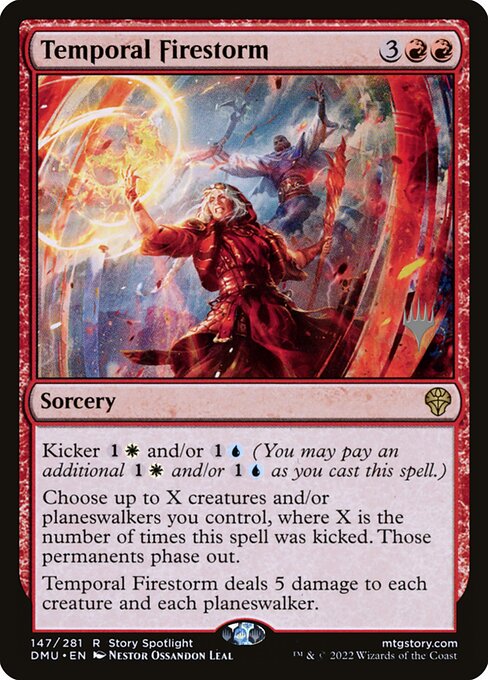 Temporal Firestorm 3
Sorcery
Kicker 1 and/or 1 (You may pay an
additional 1 and/or 1 as you cast this spell.)
Choose up to X creatures and/or
planeswalkers you control, where X is the
number of times this spell was kicked. Those
permanents phase out.
Temporal Firestorm deals 5 damage to each
creature and each planeswalker.
147/281 R Story Spotlight mtgstory.com
DMU • EN Nestor Ossandon Leal ™ & © 2022 Wizards of the Coast